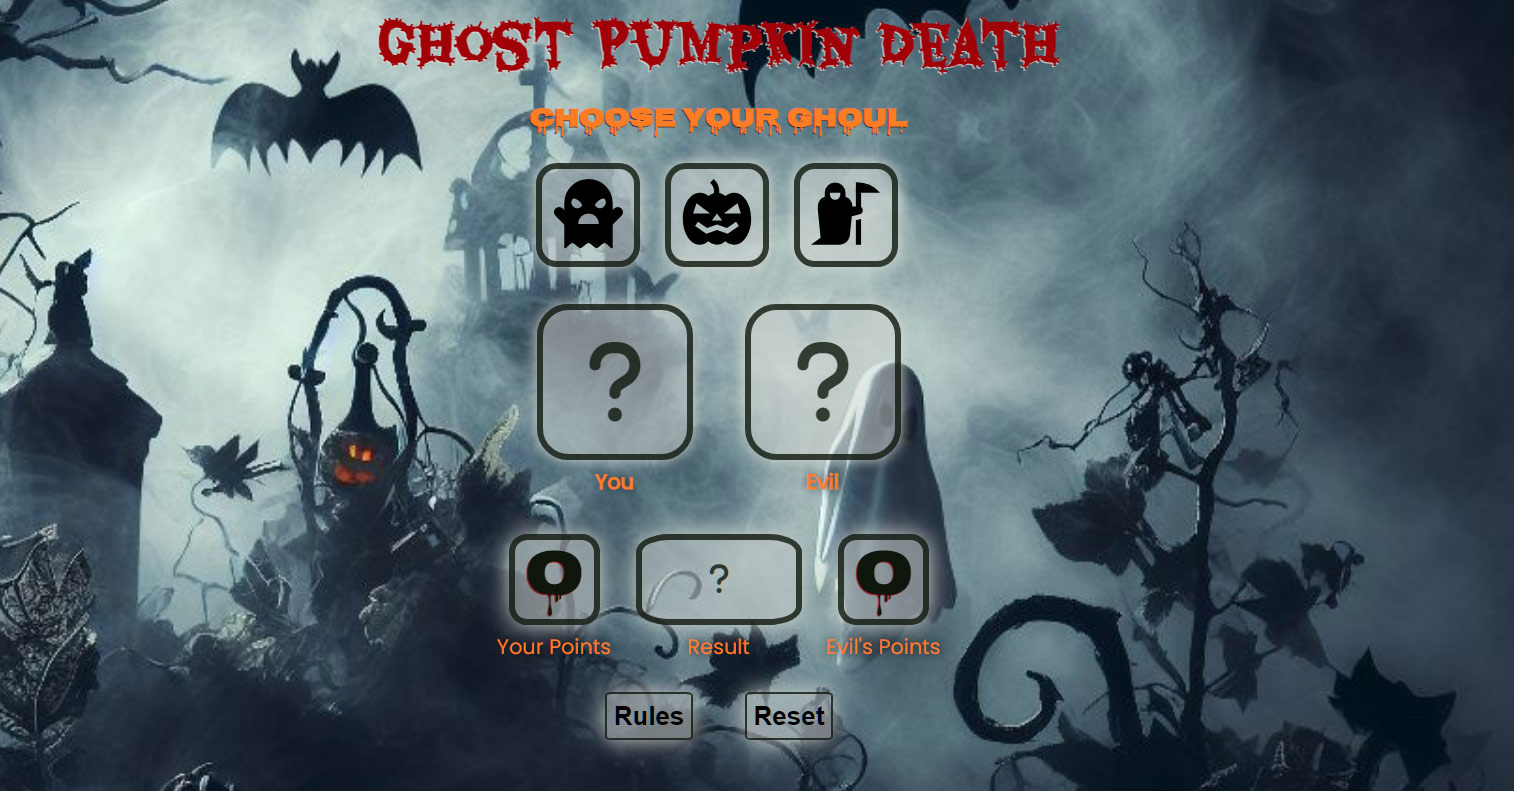 GHOST PUMPKIN DEATH
CHOOSE YOUR GHOUL
? ?
You Evil
0 ? 0
Your Points Result Evil's Points
Rules Reset